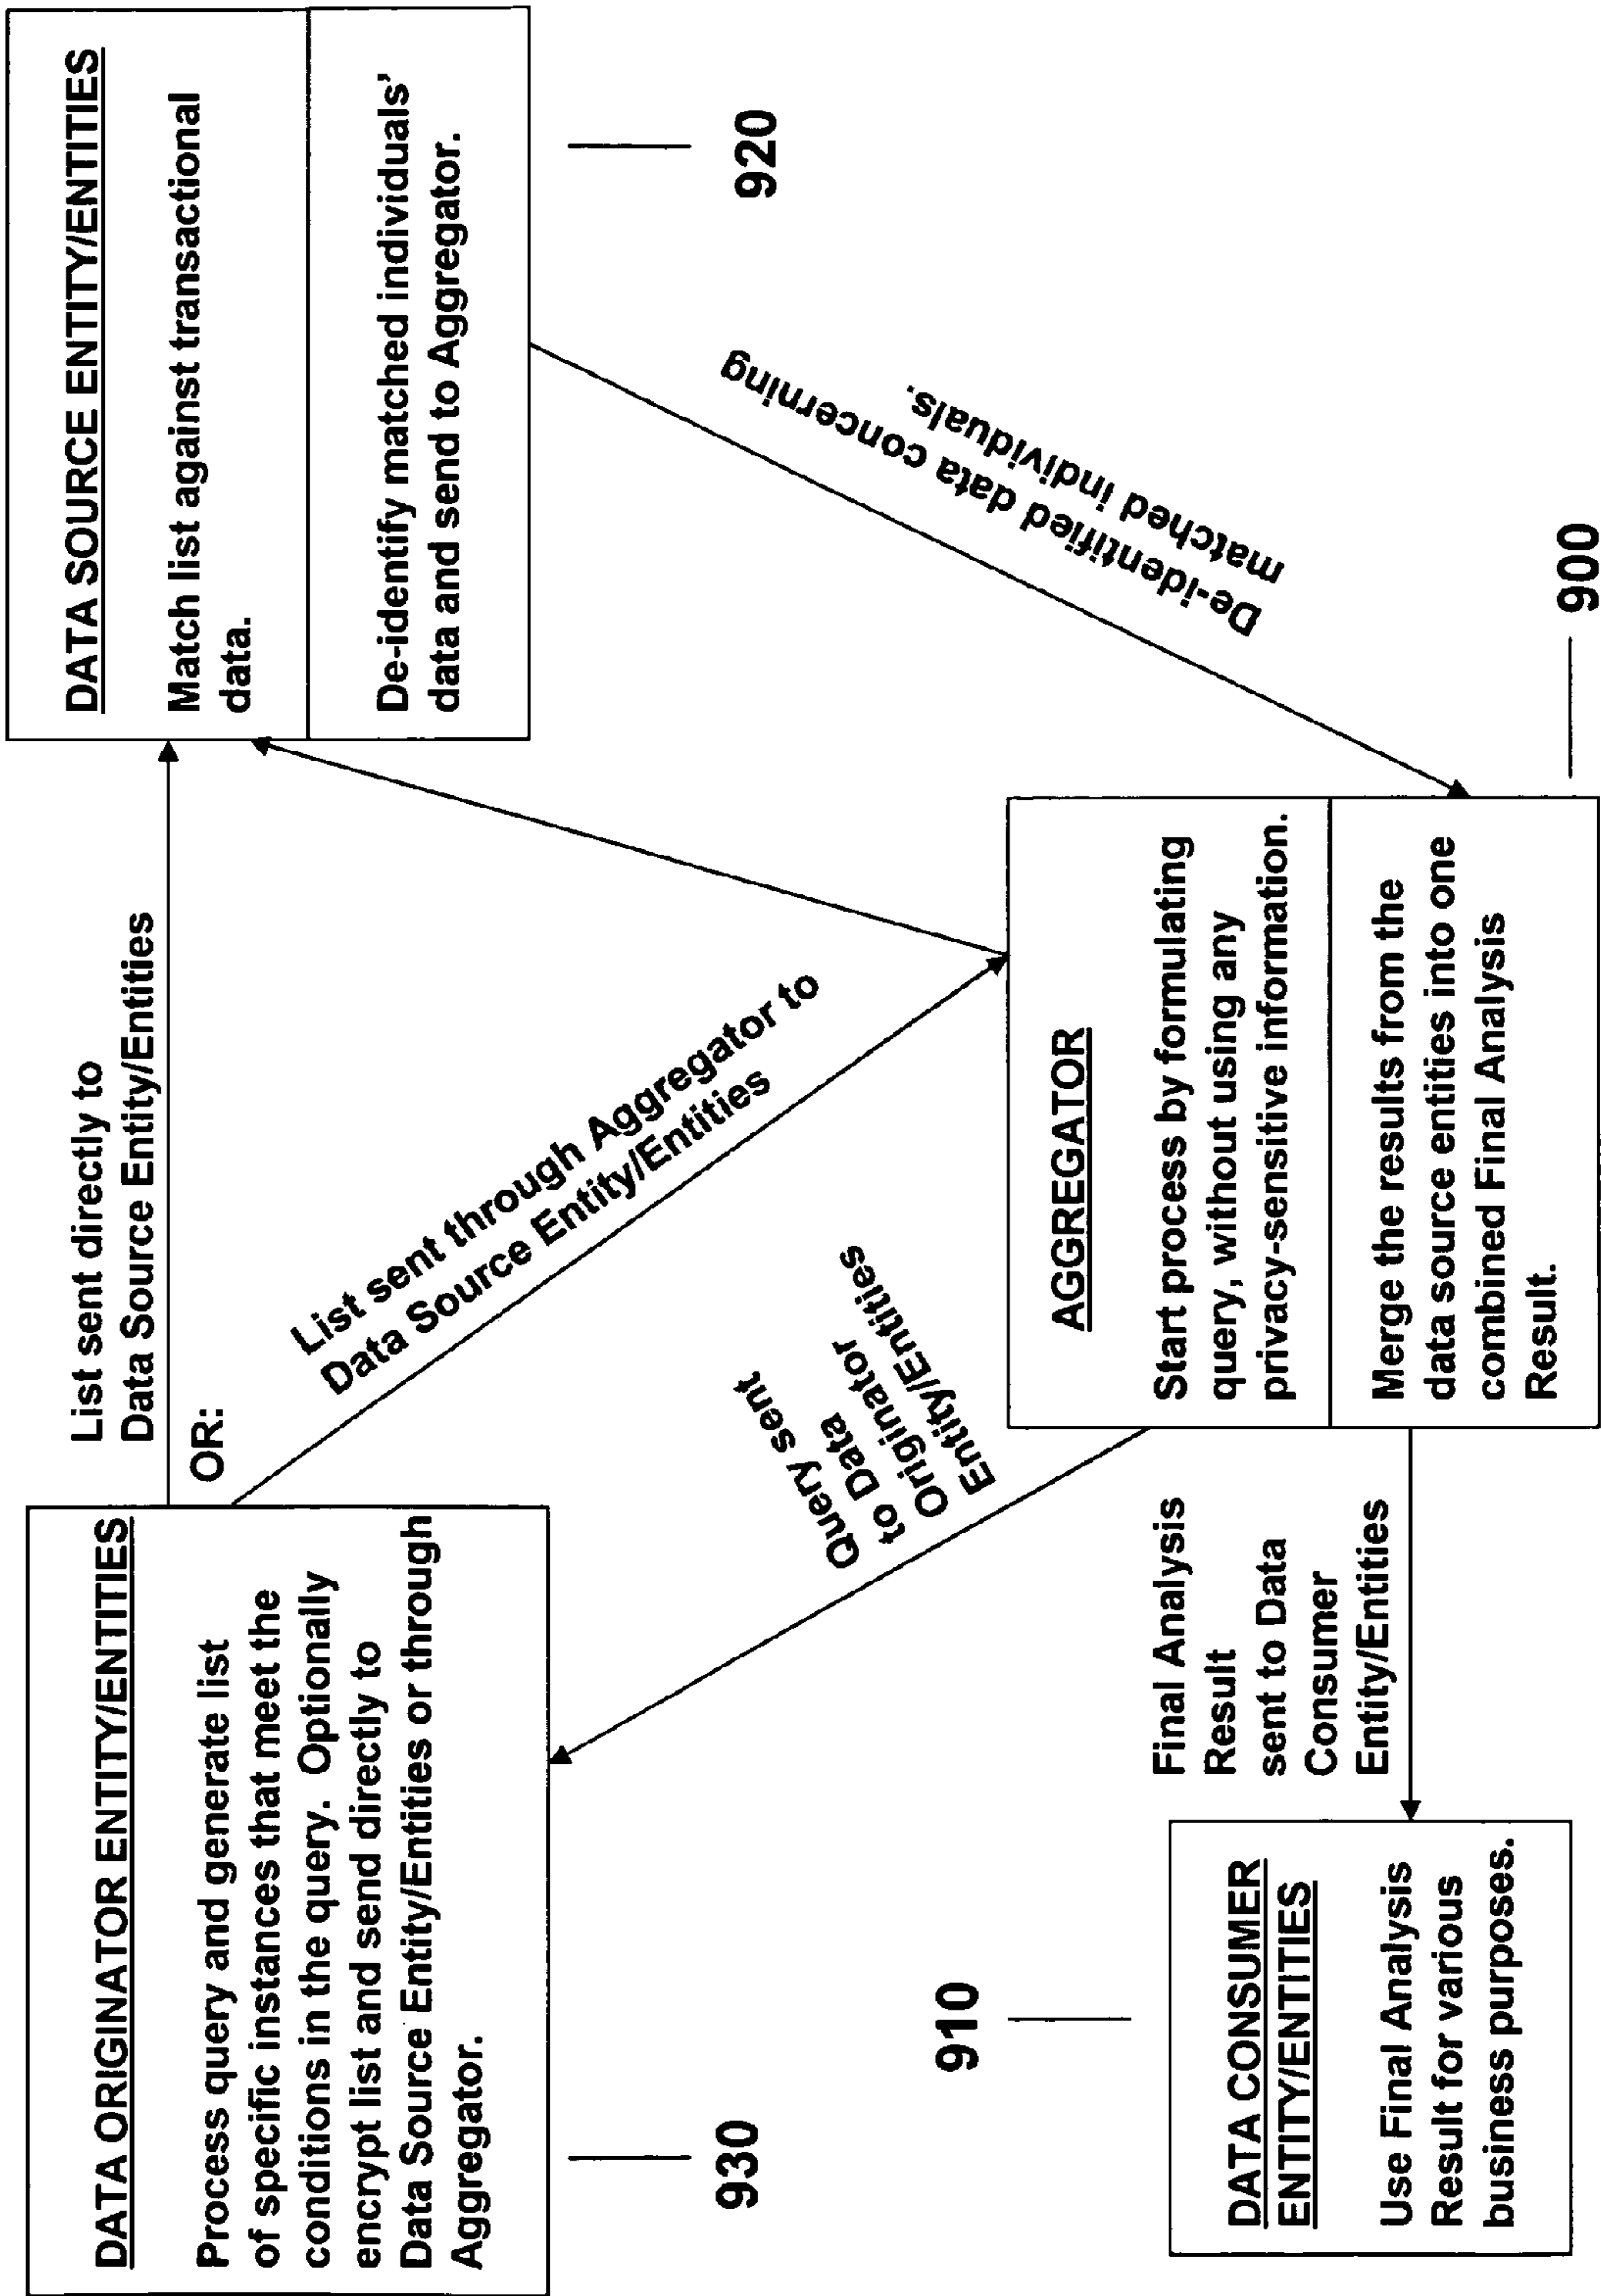 DATA ORIGINATOR ENTITY/ENTITIES
Process query and generate list
of specific instances that meet the
conditions in the query. Optionally
encrypt list and send directly to
Data Source Entity/Entities or through
Aggregator.
930
List sent directly to
Data Source Entity/Entities
OR:
List sent through Aggregator to
Data Source Entity/Entities
DATA SOURCE ENTITY/ENTITIES
Match list against transactional
data.
De-identify matched individuals'
data and send to Aggregator.
920
De-identified data concerning
matched individuals.
Query sent
to Data
Originator
Entity/Entities
AGGREGATOR
Start process by formulating
query, without using any
privacy-sensitive information.
Merge the results from the
data source entities into one
combined Final Analysis
Result.
900
Final Analysis
Result
sent to Data
Consumer
Entity/Entities
910
DATA CONSUMER
ENTITY/ENTITIES
Use Final Analysis
Result for various
business purposes.